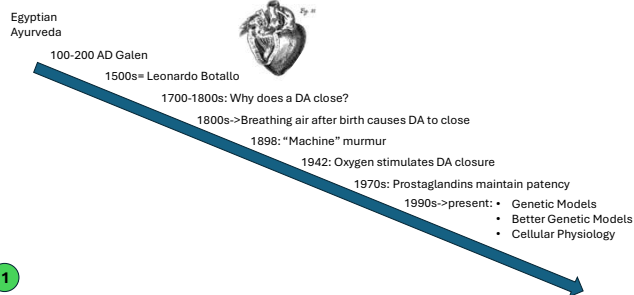 Egyptian
Ayurveda
Fig. 11
100-200 AD Galen
1500s= Leonardo Botallo
1700-1800s: Why does a DA close?
1800s->Breathing air after birth causes DA to close
1898: “Machine” murmur
1942: Oxygen stimulates DA closure
1970s: Prostaglandins maintain patency
1990s->present: • Genetic Models
• Better Genetic Models
• Cellular Physiology
1